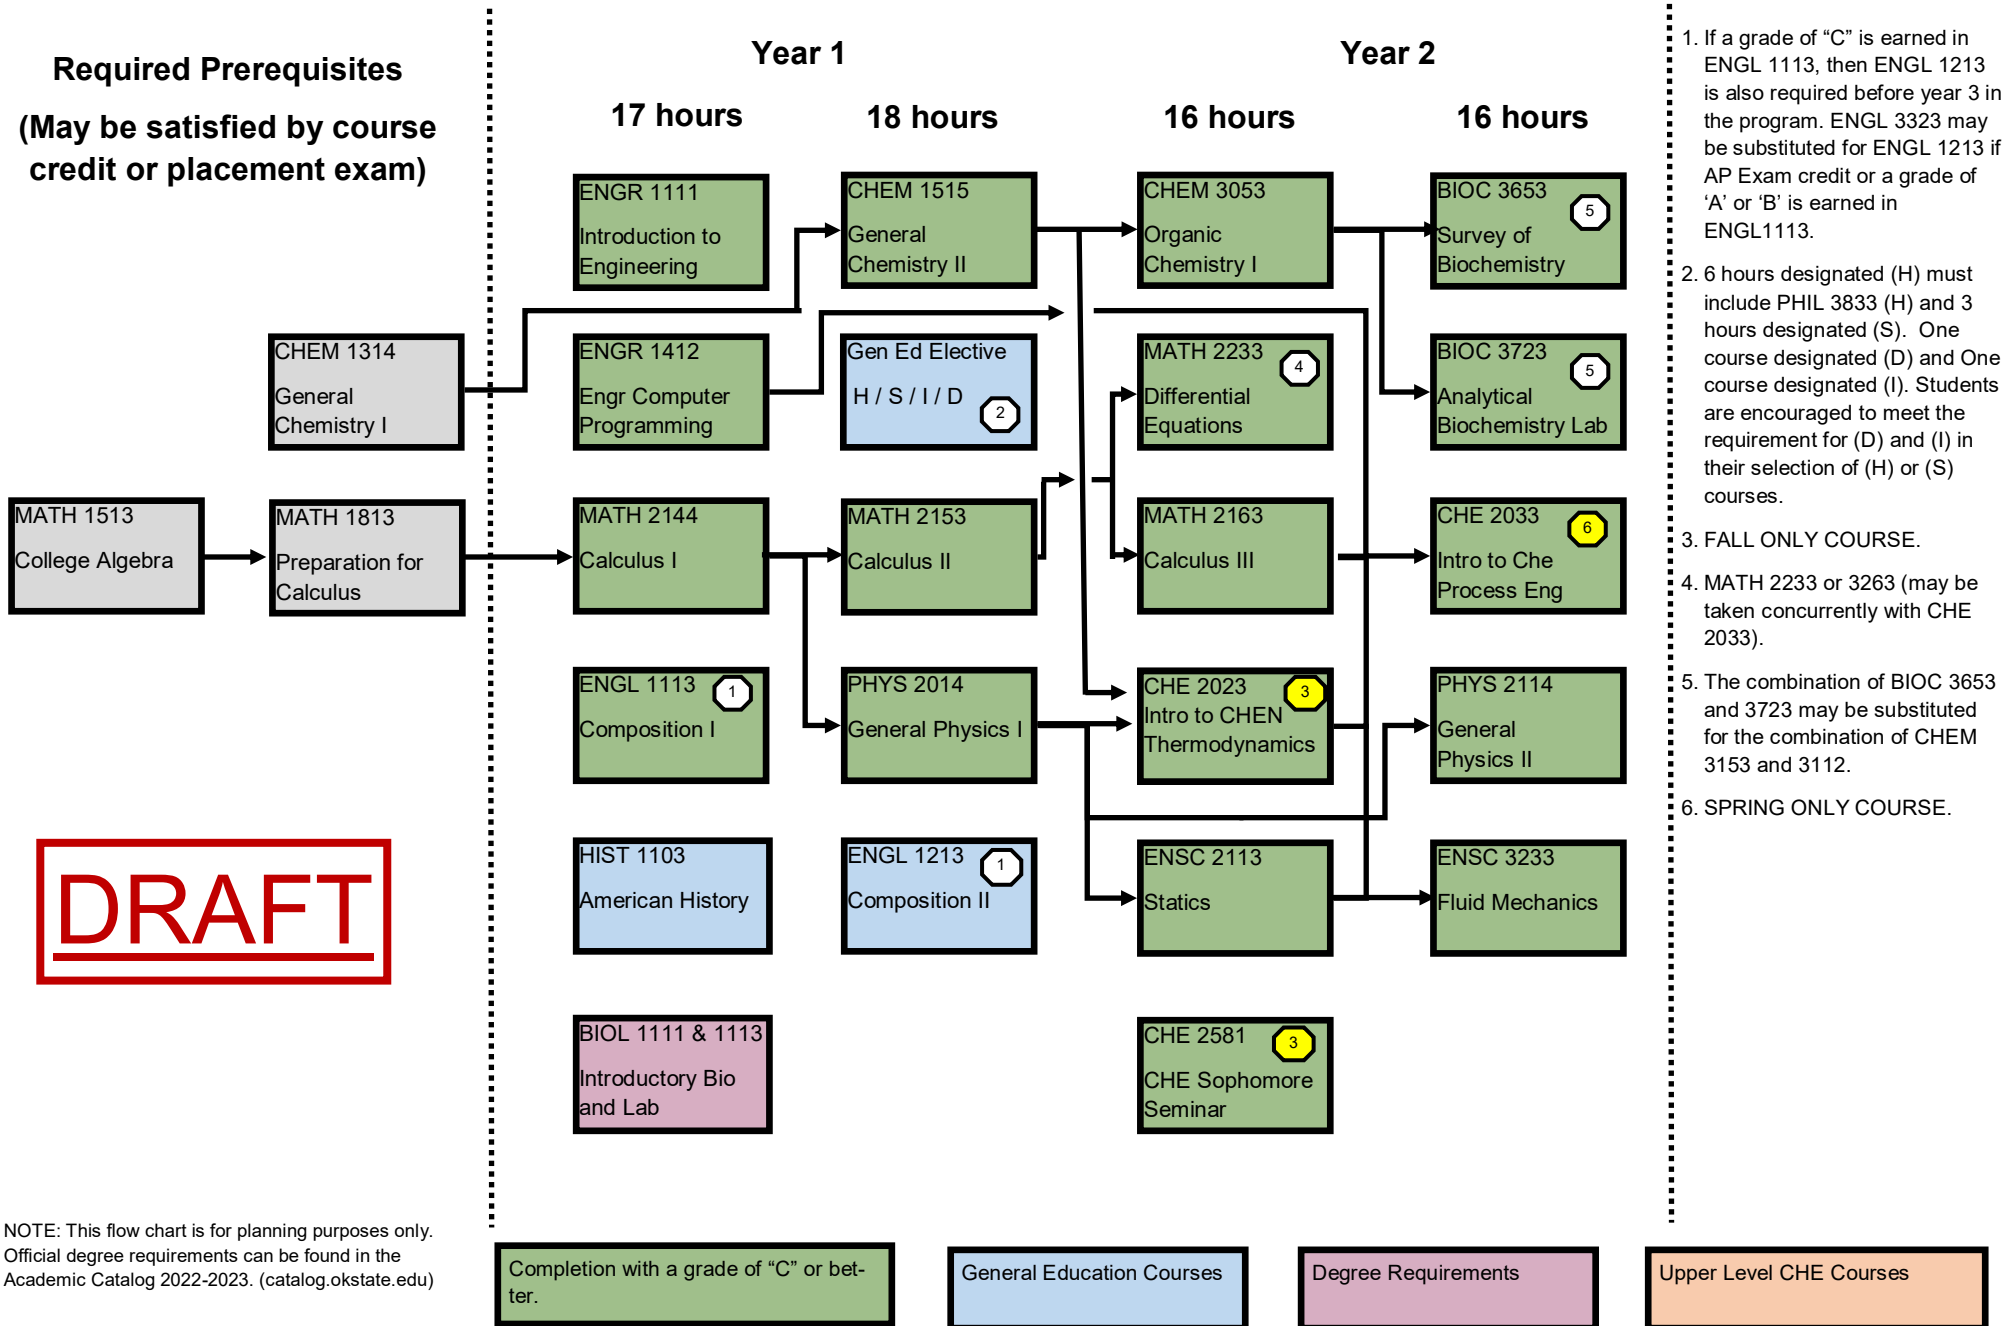 Required Prerequisites
(May be satisfied by course
credit or placement exam)
Year 1
Year 2
17 hours
18 hours
16 hours
16 hours
ENGR 1111
Introduction to
Engineering
CHEM 1515
General
Chemistry II
CHEM 3053
Organic
Chemistry I
BIOC 3653
5
Survey of
Biochemistry
CHEM 1314
General
Chemistry I
ENGR 1412
Engr Computer
Programming
Gen Ed Elective
H / S / I / D
2
MATH 2233
4
Differential
Equations
BIOC 3723
5
Analytical
Biochemistry Lab
MATH 1513
College Algebra
MATH 1813
Preparation for
Calculus
MATH 2144
Calculus I
MATH 2153
Calculus II
MATH 2163
Calculus III
CHE 2033
6
Intro to Che
Process Eng
ENGL 1113
1
Composition I
PHYS 2014
General Physics I
CHE 2023
3
Intro to CHEN
Thermodynamics
PHYS 2114
General
Physics II
HIST 1103
American History
ENGL 1213
1
Composition II
ENSC 2113
Statics
ENSC 3233
Fluid Mechanics
BIOL 1111 & 1113
Introductory Bio
and Lab
CHE 2581
3
CHE Sophomore
Seminar
DRAFT
1. If a grade of “C” is earned in
ENGL 1113, then ENGL 1213
is also required before year 3 in
the program. ENGL 3323 may
be substituted for ENGL 1213 if
AP Exam credit or a grade of
‘A’ or ‘B’ is earned in
ENGL1113.
2. 6 hours designated (H) must
include PHIL 3833 (H) and 3
hours designated (S). One
course designated (D) and One
course designated (I). Students
are encouraged to meet the
requirement for (D) and (I) in
their selection of (H) or (S)
courses.
3. FALL ONLY COURSE.
4. MATH 2233 or 3263 (may be
taken concurrently with CHE
2033).
5. The combination of BIOC 3653
and 3723 may be substituted
for the combination of CHEM
3153 and 3112.
6. SPRING ONLY COURSE.
NOTE: This flow chart is for planning purposes only.
Official degree requirements can be found in the
Academic Catalog 2022-2023. (catalog.okstate.edu)
Completion with a grade of “C” or bet-
ter.
General Education Courses
Degree Requirements
Upper Level CHE Courses